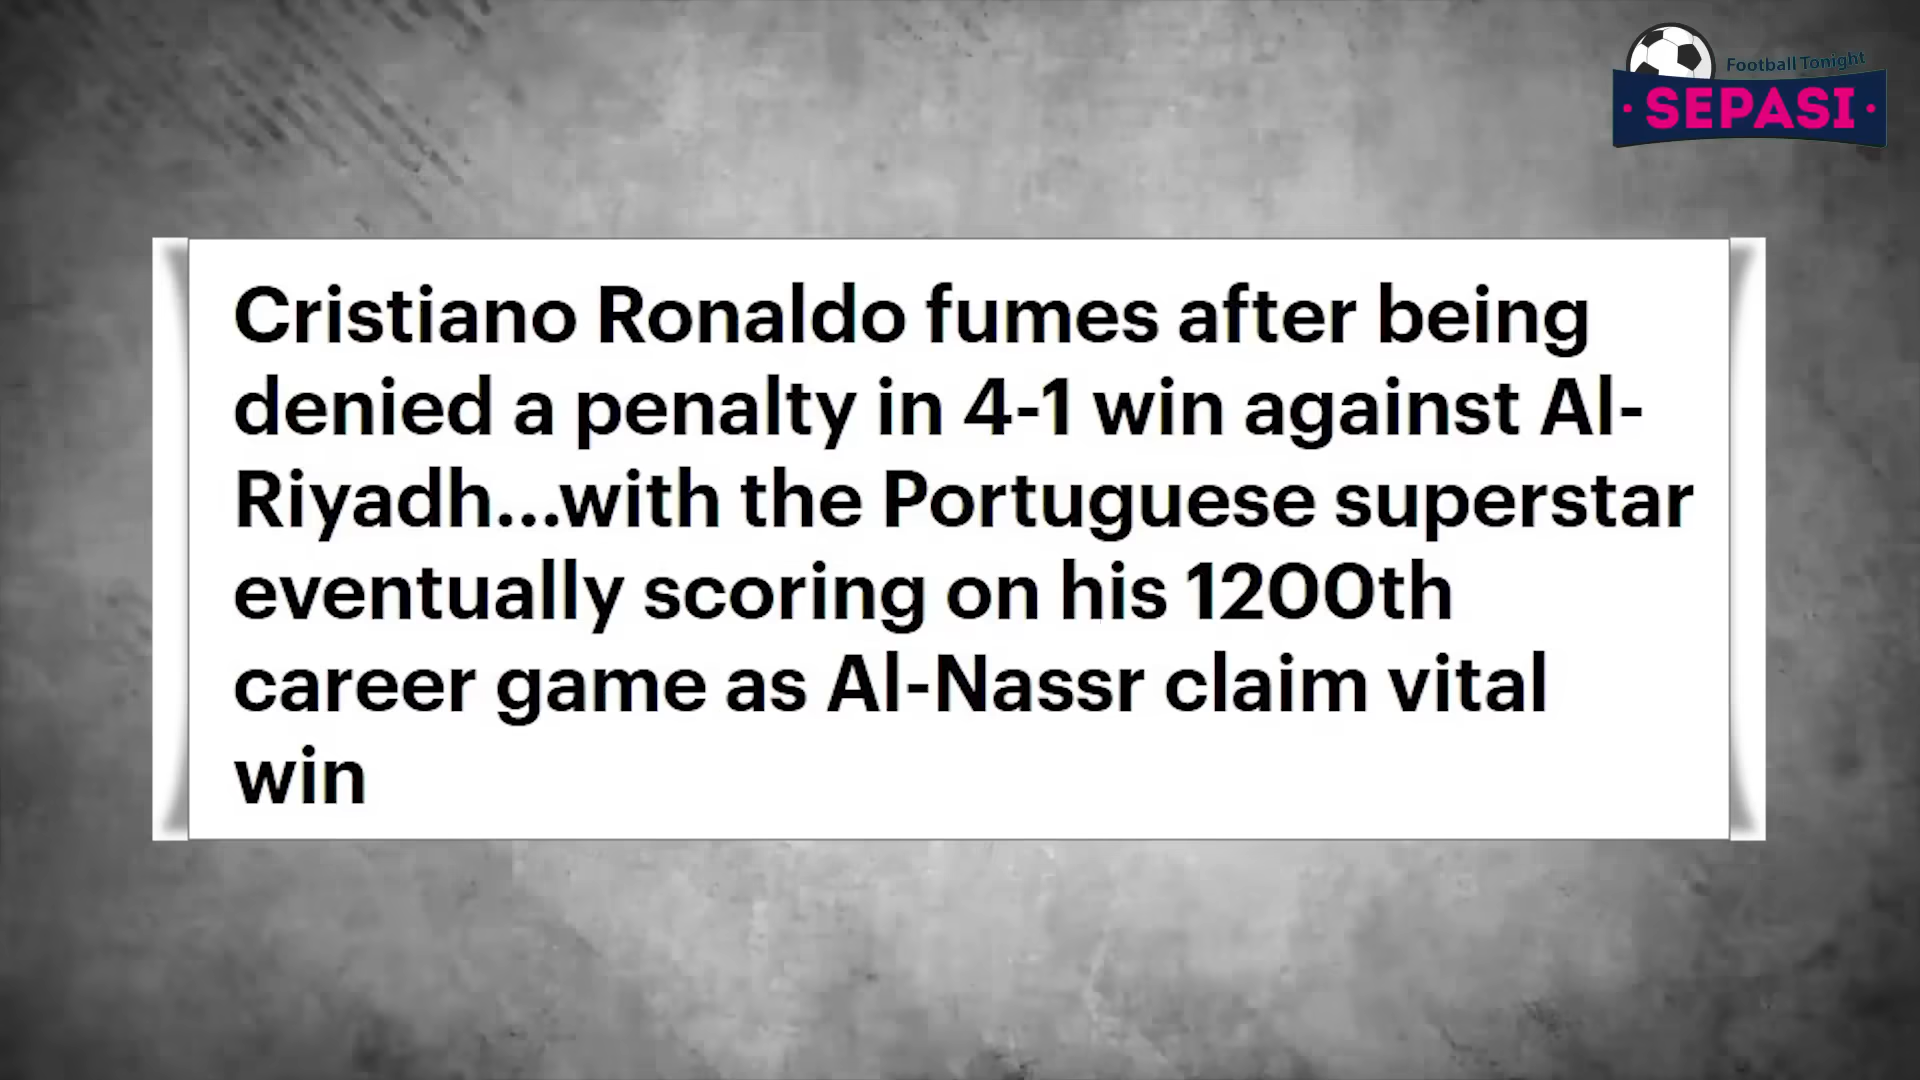 Football Tonight
SEPASI
Cristiano Ronaldo fumes after being
denied a penalty in 4-1 win against Al-
Riyadh...with the Portuguese superstar
eventually scoring on his 1200th
career game as Al-Nassr claim vital
win